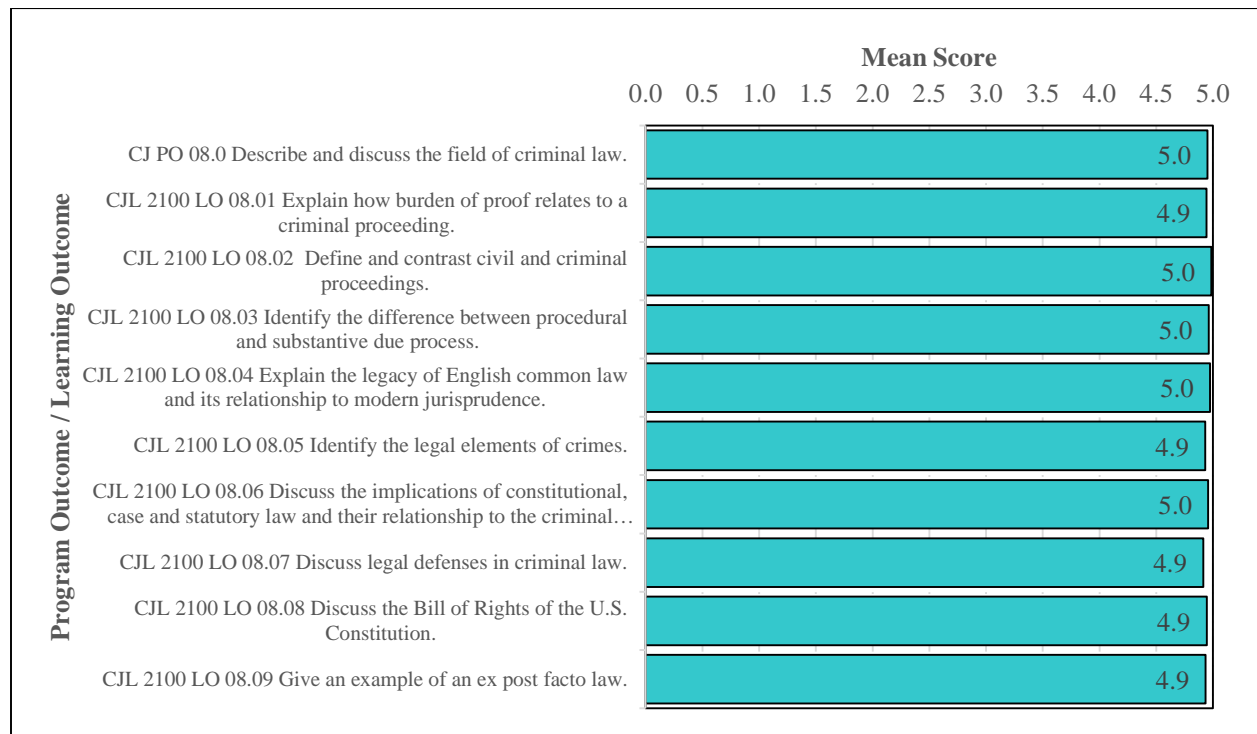 Mean Score
0.0 0.5 1.0 1.5 2.0 2.5 3.0 3.5 4.0 4.5 5.0
Program Outcome / Learning Outcome
CJ PO 08.0 Describe and discuss the field of criminal law.
5.0
CJL 2100 LO 08.01 Explain how burden of proof relates to a
criminal proceeding.
4.9
CJL 2100 LO 08.02  Define and contrast civil and criminal
proceedings.
5.0
CJL 2100 LO 08.03 Identify the difference between procedural
and substantive due process.
5.0
CJL 2100 LO 08.04 Explain the legacy of English common law
and its relationship to modern jurisprudence.
5.0
CJL 2100 LO 08.05 Identify the legal elements of crimes.
4.9
CJL 2100 LO 08.06 Discuss the implications of constitutional,
case and statutory law and their relationship to the criminal…
5.0
CJL 2100 LO 08.07 Discuss legal defenses in criminal law.
4.9
CJL 2100 LO 08.08 Discuss the Bill of Rights of the U.S.
Constitution.
4.9
CJL 2100 LO 08.09 Give an example of an ex post facto law.
4.9